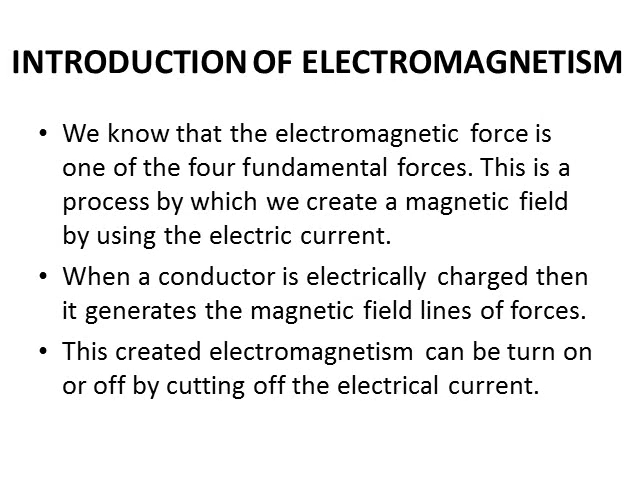 INTRODUCTION OF ELECTROMAGNETISM
• We know that the electromagnetic force is
one of the four fundamental forces. This is a
process by which we create a magnetic field
by using the electric current.
• When a conductor is electrically charged then
it generates the magnetic field lines of forces.
• This created electromagnetism can be turn on
or off by cutting off the electrical current.